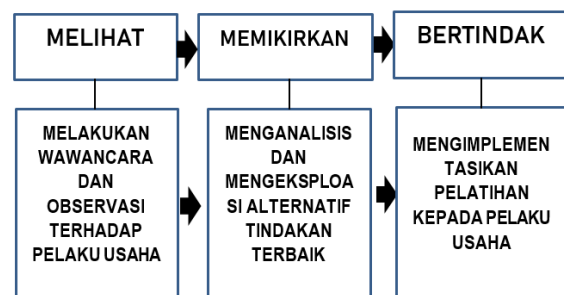 MELIHAT
MEMIKIRKAN
BERTINDAK
MELAKUKAN
WAWANCARA
DAN
OBSERVASI
TERHADAP
PELAKU USAHA
MENGANALISIS
DAN
MENGEKSPLOA
SI ALTERNATIF
TINDAKAN
TERBAIK
MENGIMPLEMEN
TASIKAN
PELATIHAN
KEPADA PELAKU
USAHA